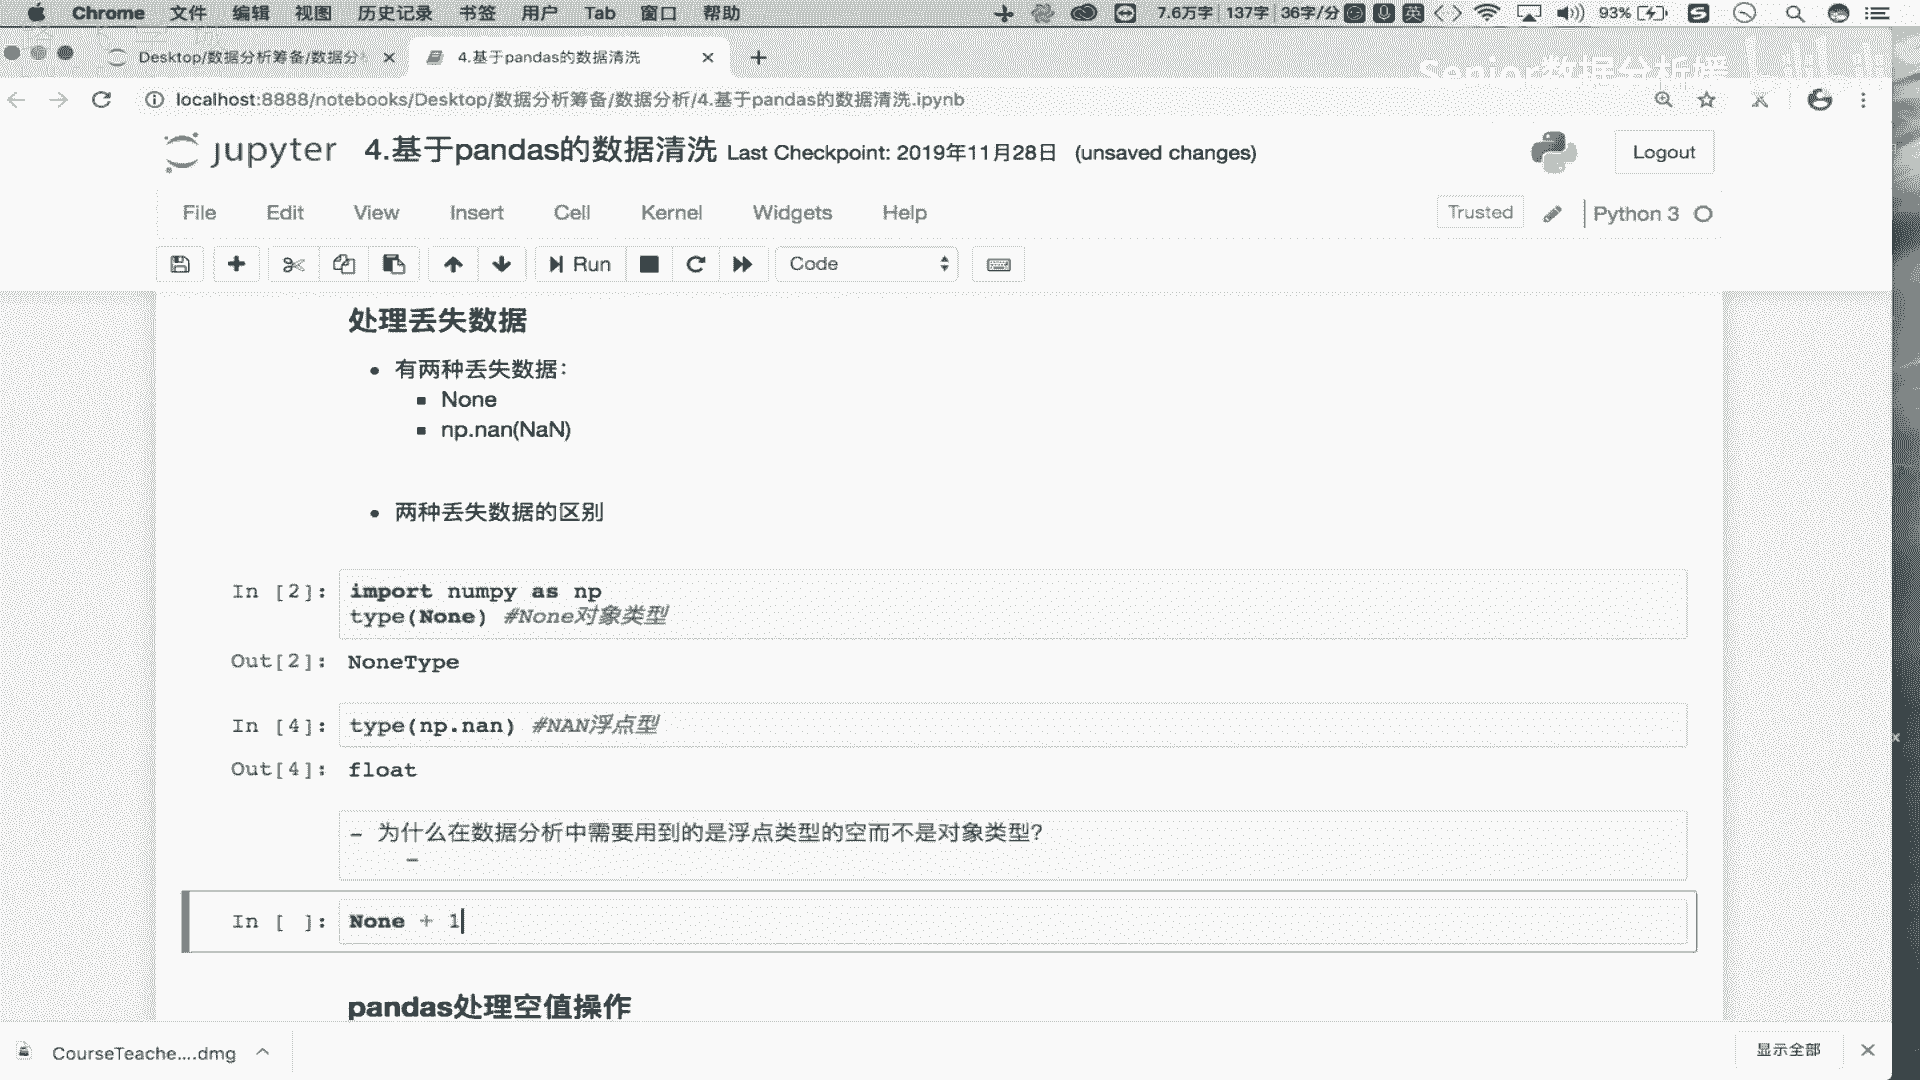 Chrome 文件 编辑 视图 历史记录 书签 用户 Tab 窗口 帮助 7.6万字 137字 36字/分 英 93%
Desktop/数据分析筹备/数据分 4.基于pandas的数据清洗
Senior数据分析媛
localhost:8888/notebooks/Desktop/数据分析筹备/数据分析/4.基于pandas的数据清洗.ipynb
jupyter 4.基于pandas的数据清洗 Last Checkpoint: 2019年11月28日 (unsaved changes) Logout
File Edit View Insert Cell Kernel Widgets Help Trusted Python 3
Run Code
处理丢失数据
有两种丢失数据：
None
np.nan(NaN)
两种丢失数据的区别
In [2]: import numpy as np
type(None) #None对象类型
Out[2]: NoneType
In [4]: type(np.nan) #NAN浮点型
Out[4]: float
- 为什么在数据分析中需要用到的是浮点类型的空而不是对象类型？
-
In [ ]: None + 1
pandas处理空值操作
CourseTeache....dmg 显示全部